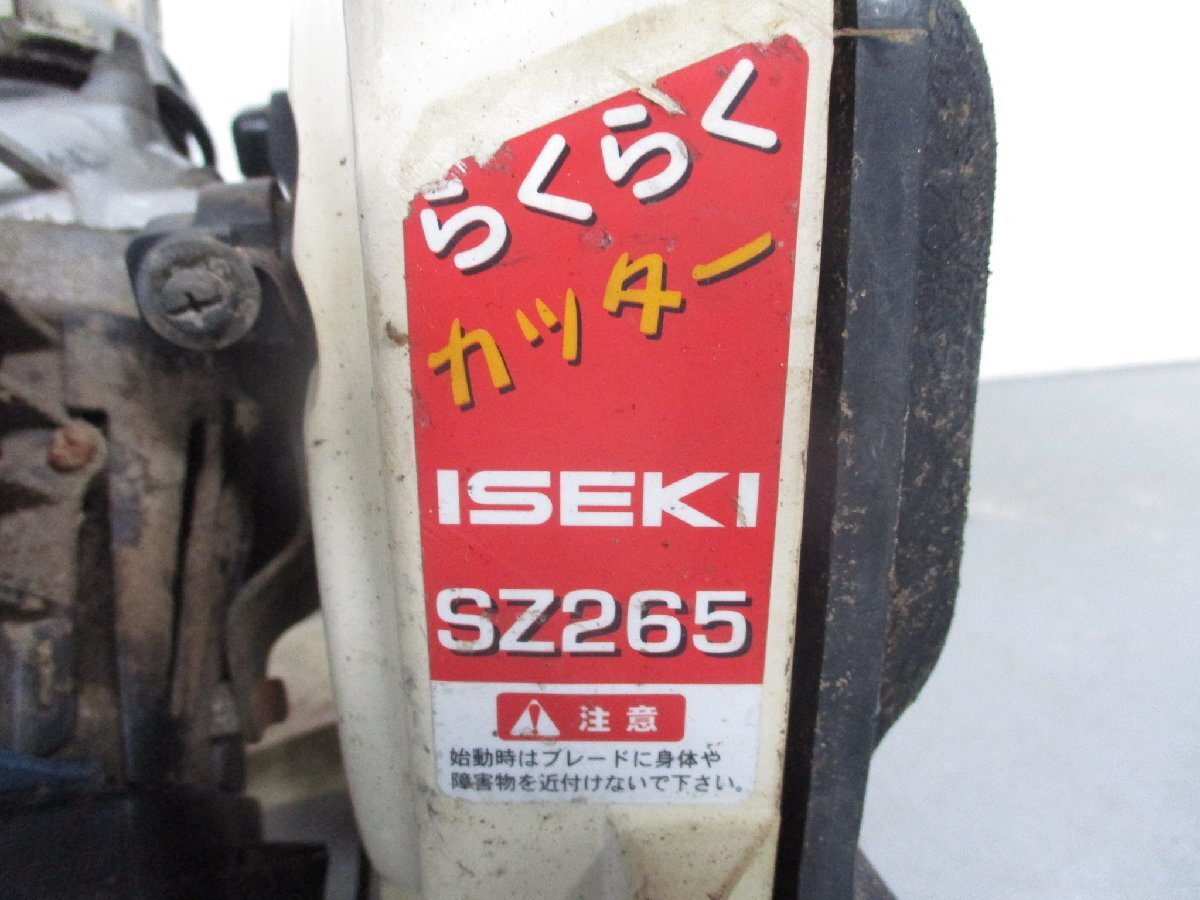 らくらく
カッター
ISEKI
SZ265
注意
始動時はブレードに身体や
障害物を近付けないで下さい。